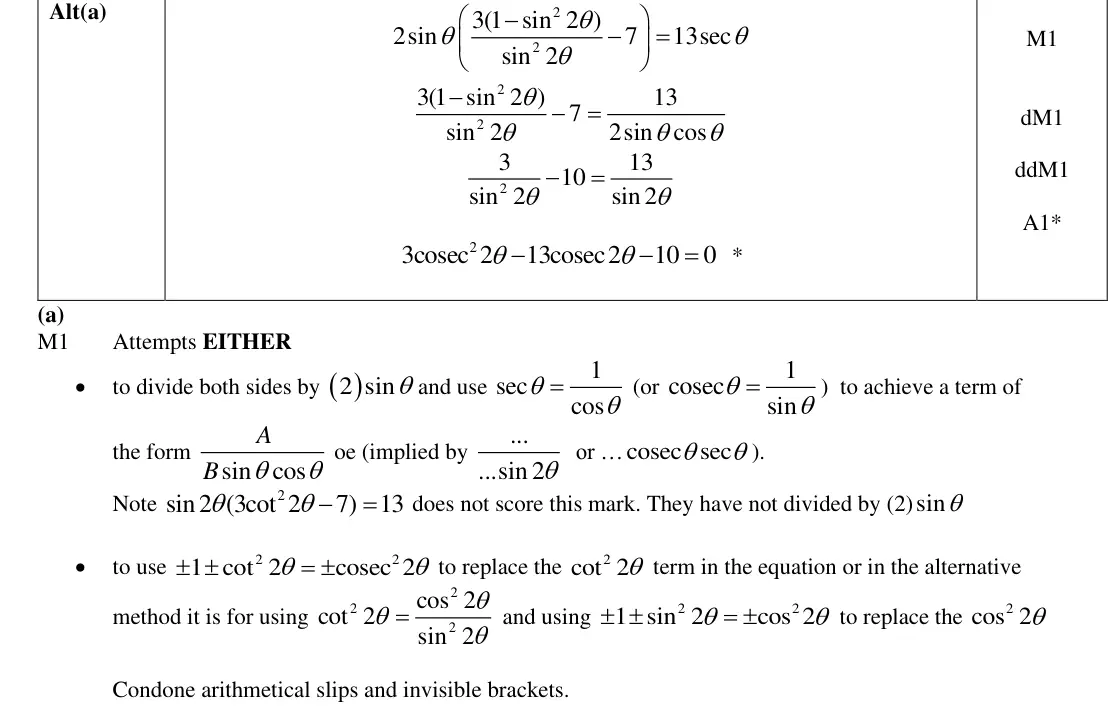 Alt(a)
2sinθ(3(1−sin²2θ)/sin²2θ − 7) = 13secθ
M1
3(1−sin²2θ)/sin²2θ − 7 = 13/2sinθcosθ
dM1
3/sin²2θ −10 = 13/sin2θ
ddM1
A1*
3cosec²2θ−13cosec2θ−10 = 0 *
(a)
M1 Attempts EITHER
• to divide both sides by (2)sinθ and use secθ = 1/cosθ (or cosecθ = 1/sinθ) to achieve a term of
the form A/Bsinθcosθ oe (implied by .../...sin2θ or …cosecθsecθ).
Note sin2θ(3cot²2θ−7) = 13 does not score this mark. They have not divided by (2)sinθ
• to use ±1±cot²2θ = ±cosec²2θ to replace the cot²2θ term in the equation or in the alternative
method it is for using cot²2θ = cos²2θ/sin²2θ and using ±1±sin²2θ = ±cos²2θ to replace the cos²2θ
Condone arithmetical slips and invisible brackets.